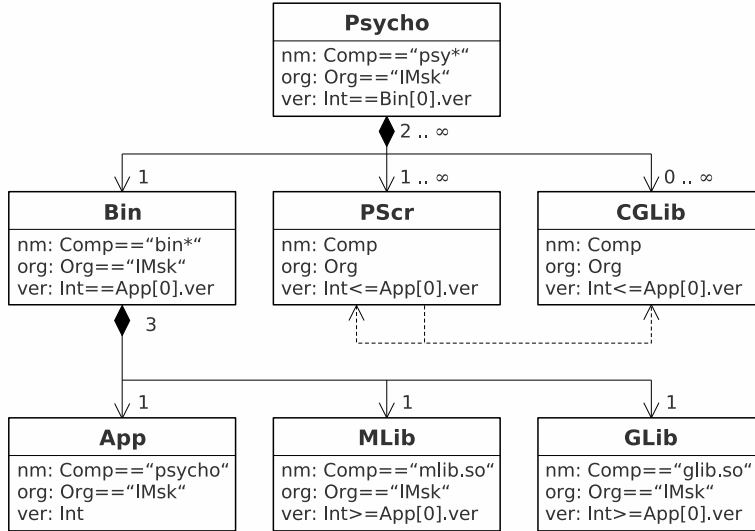 Psycho
nm: Comp==“psy*“
org: Org==“IMsk“
ver: Int==Bin[0].ver
2 .. ∞
1
1 .. ∞
0 .. ∞
Bin
nm: Comp==“bin*“
org: Org==“IMsk“
ver: Int==App[0].ver
PScr
nm: Comp
org: Org
ver: Int<=App[0].ver
CGLib
nm: Comp
org: Org
ver: Int<=App[0].ver
3
1
1
1
App
nm: Comp==“psycho“
org: Org==“IMsk“
ver: Int
MLib
nm: Comp==“mlib.so“
org: Org==“IMsk“
ver: Int>=App[0].ver
GLib
nm: Comp==“glib.so“
org: Org==“IMsk“
ver: Int>=App[0].ver